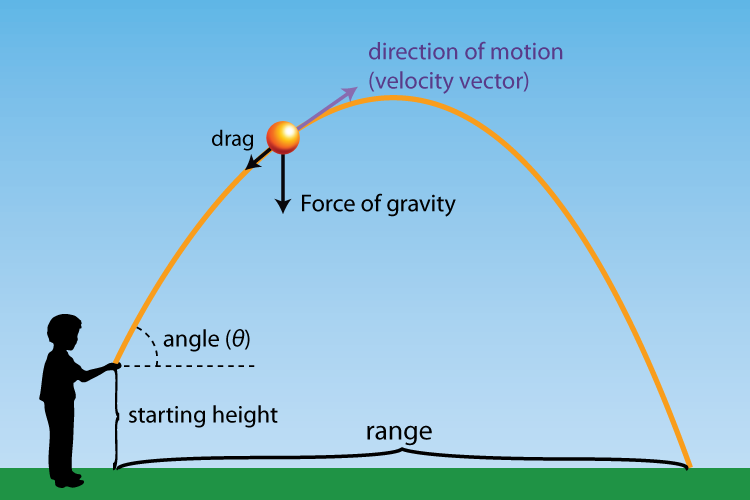 direction of motion
(velocity vector)
drag
Force of gravity
angle (θ)
starting height
range